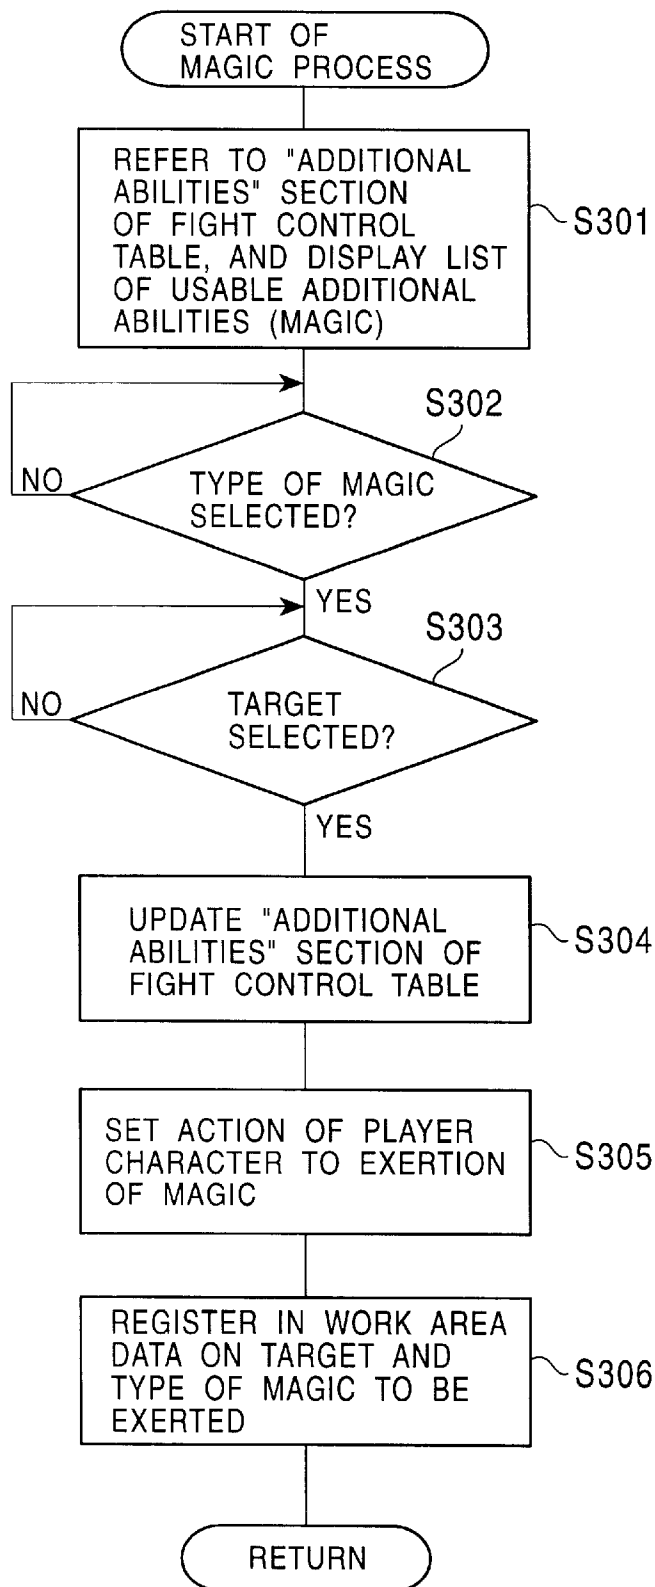 START OF
MAGIC PROCESS
REFER TO "ADDITIONAL
ABILITIES" SECTION
OF FIGHT CONTROL
TABLE, AND DISPLAY LIST
OF USABLE ADDITIONAL
ABILITIES (MAGIC)
S301
S302
NO
TYPE OF MAGIC
SELECTED?
YES
S303
NO
TARGET
SELECTED?
YES
UPDATE "ADDITIONAL
ABILITIES" SECTION OF
FIGHT CONTROL TABLE
S304
SET ACTION OF PLAYER
CHARACTER TO EXERTION
OF MAGIC
S305
REGISTER IN WORK AREA
DATA ON TARGET AND
TYPE OF MAGIC TO BE
EXERTED
S306
RETURN